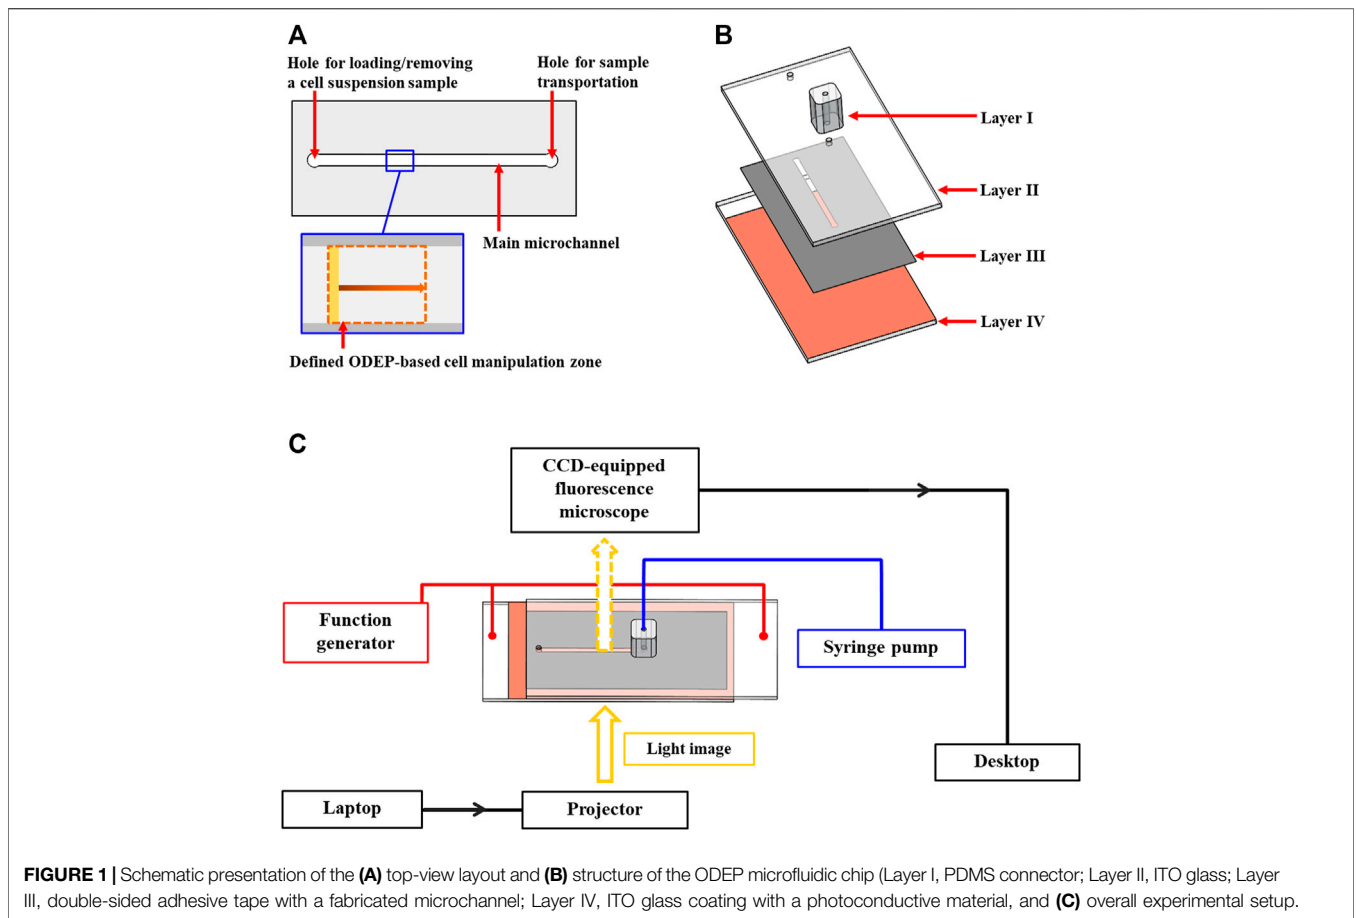 A
Hole for loading/removing
a cell suspension sample
Hole for sample
transportation
Main microchannel
Defined ODEP-based cell manipulation zone
B
Layer I
Layer II
Layer III
Layer IV
C
CCD-equipped
fluorescence
microscope
Function
generator
Syringe pump
Light image
Desktop
Laptop
Projector
FIGURE 1 | Schematic presentation of the (A) top-view layout and (B) structure of the ODEP microfluidic chip (Layer I, PDMS connector; Layer II, ITO glass; Layer
III, double-sided adhesive tape with a fabricated microchannel; Layer IV, ITO glass coating with a photoconductive material, and (C) overall experimental setup.